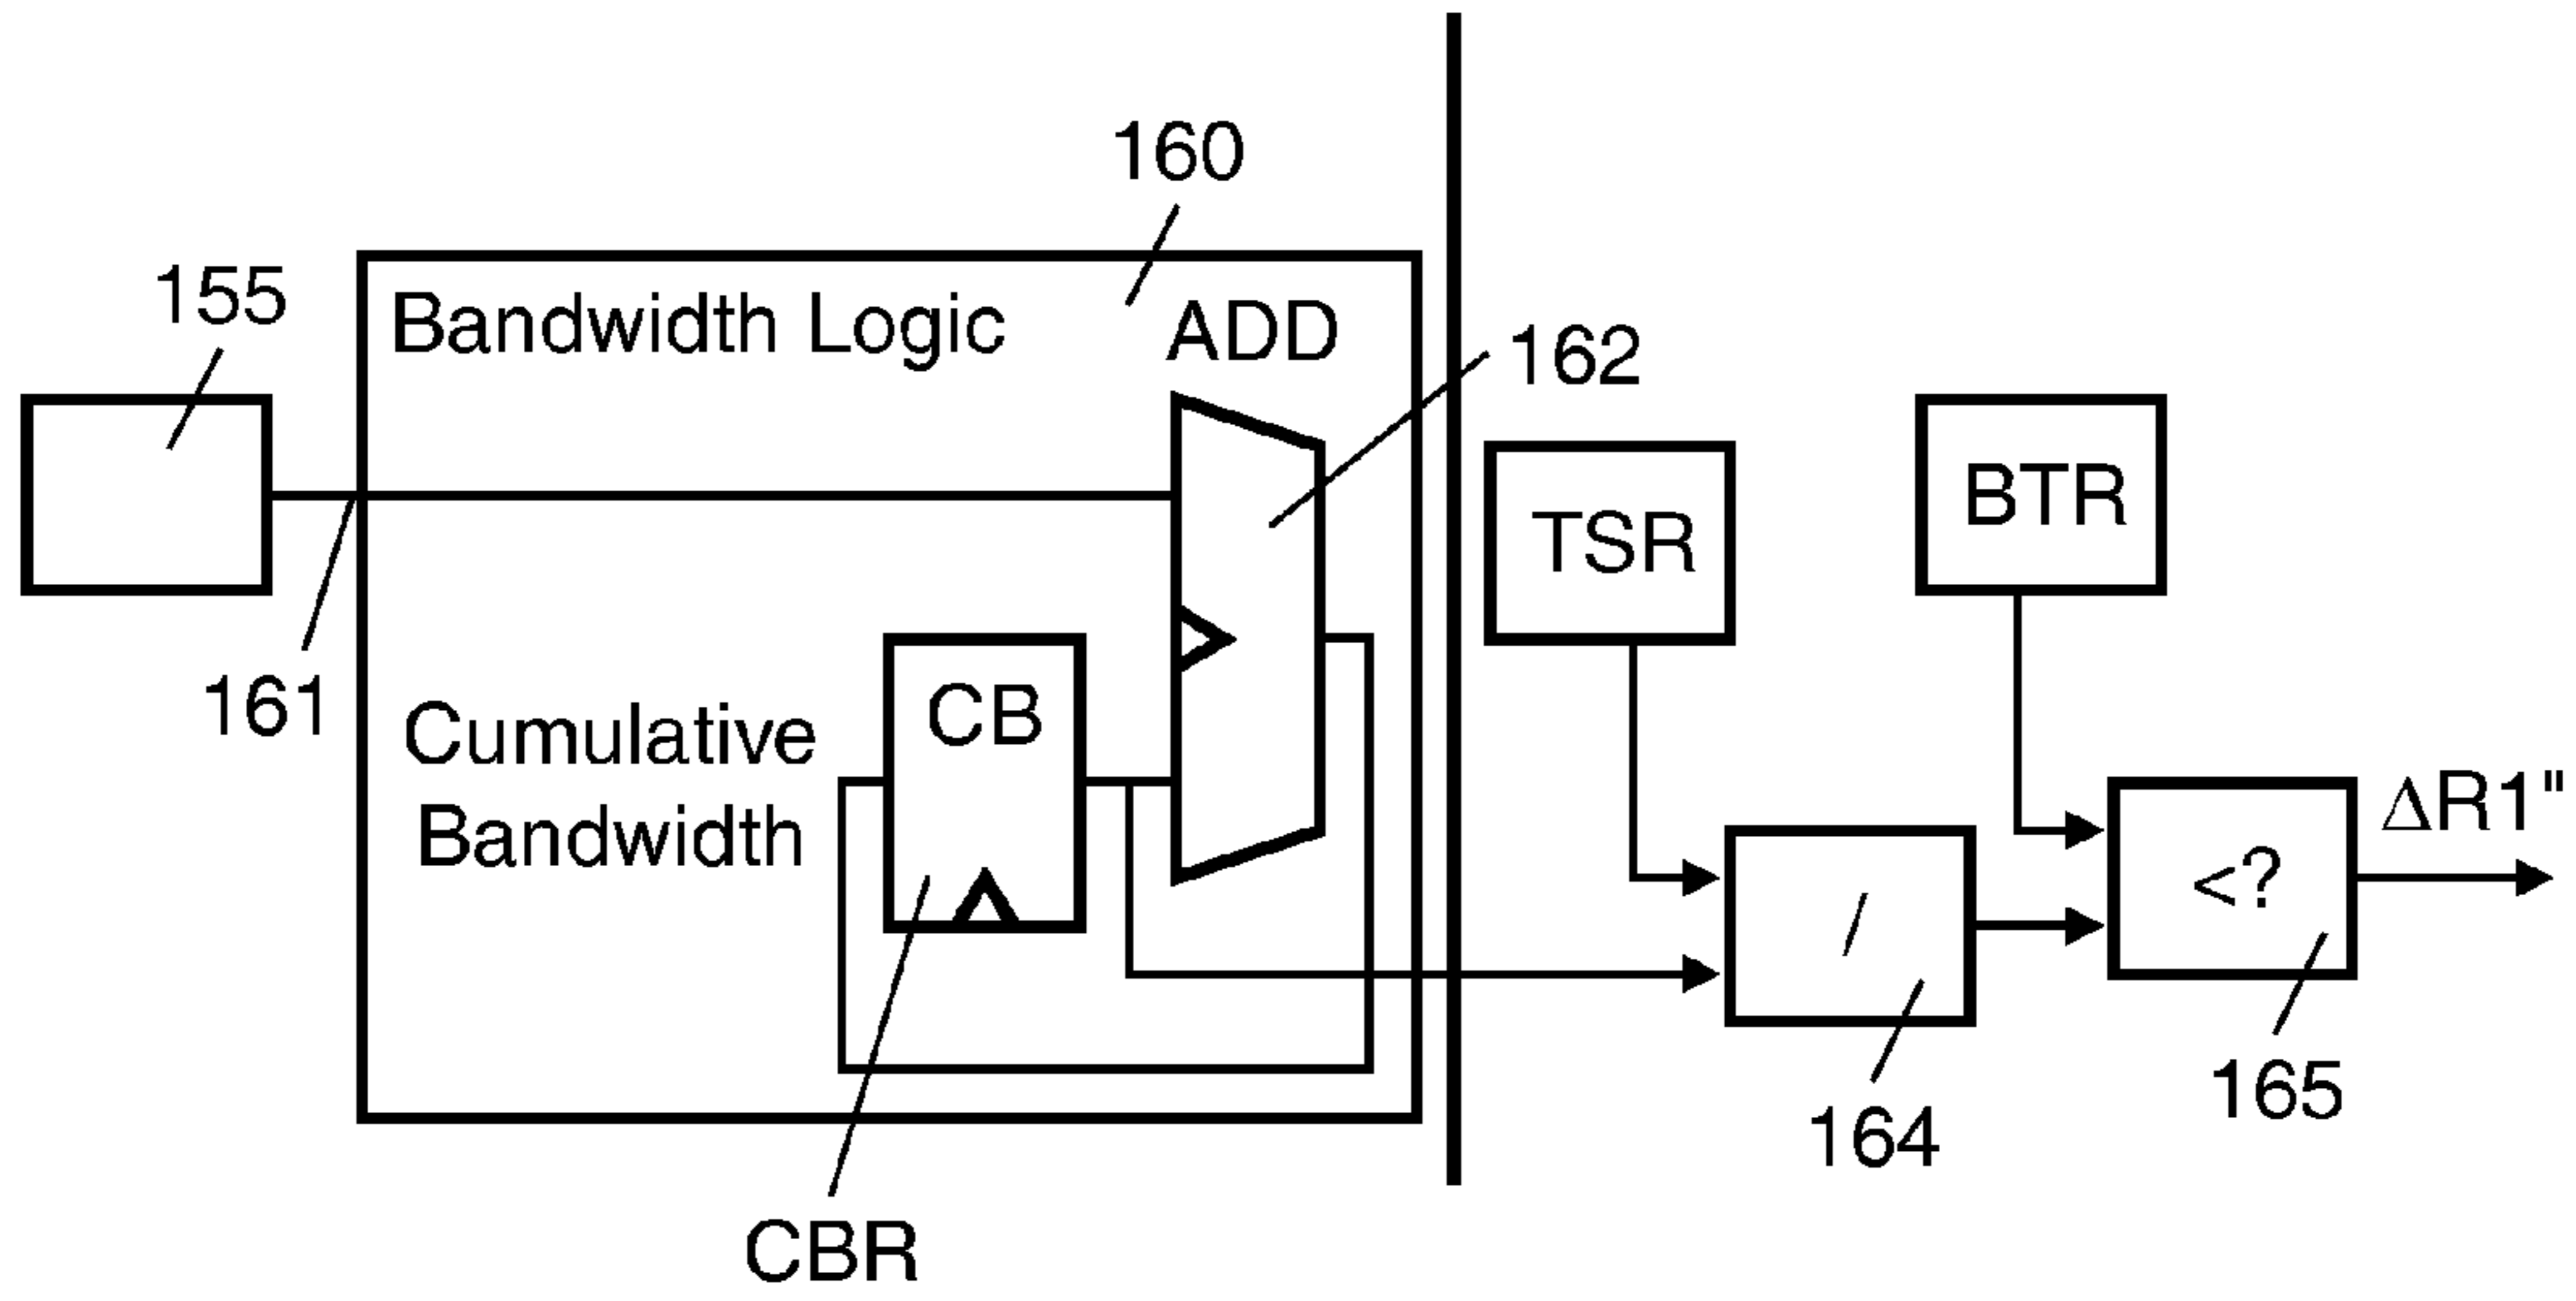 160
155
Bandwidth Logic
ADD
162
TSR
BTR
161
CB
Cumulative
Bandwidth
ΔR1"
<?
/
164
165
CBR